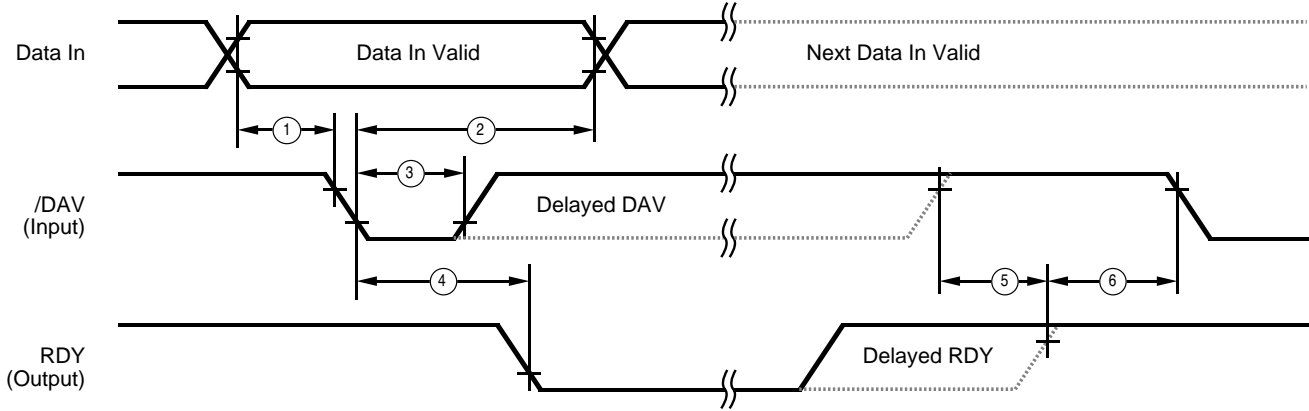 Data In
Data In Valid
Next Data In Valid
1
2
3
/DAV
(Input)
Delayed DAV
4
5
6
RDY
(Output)
Delayed RDY